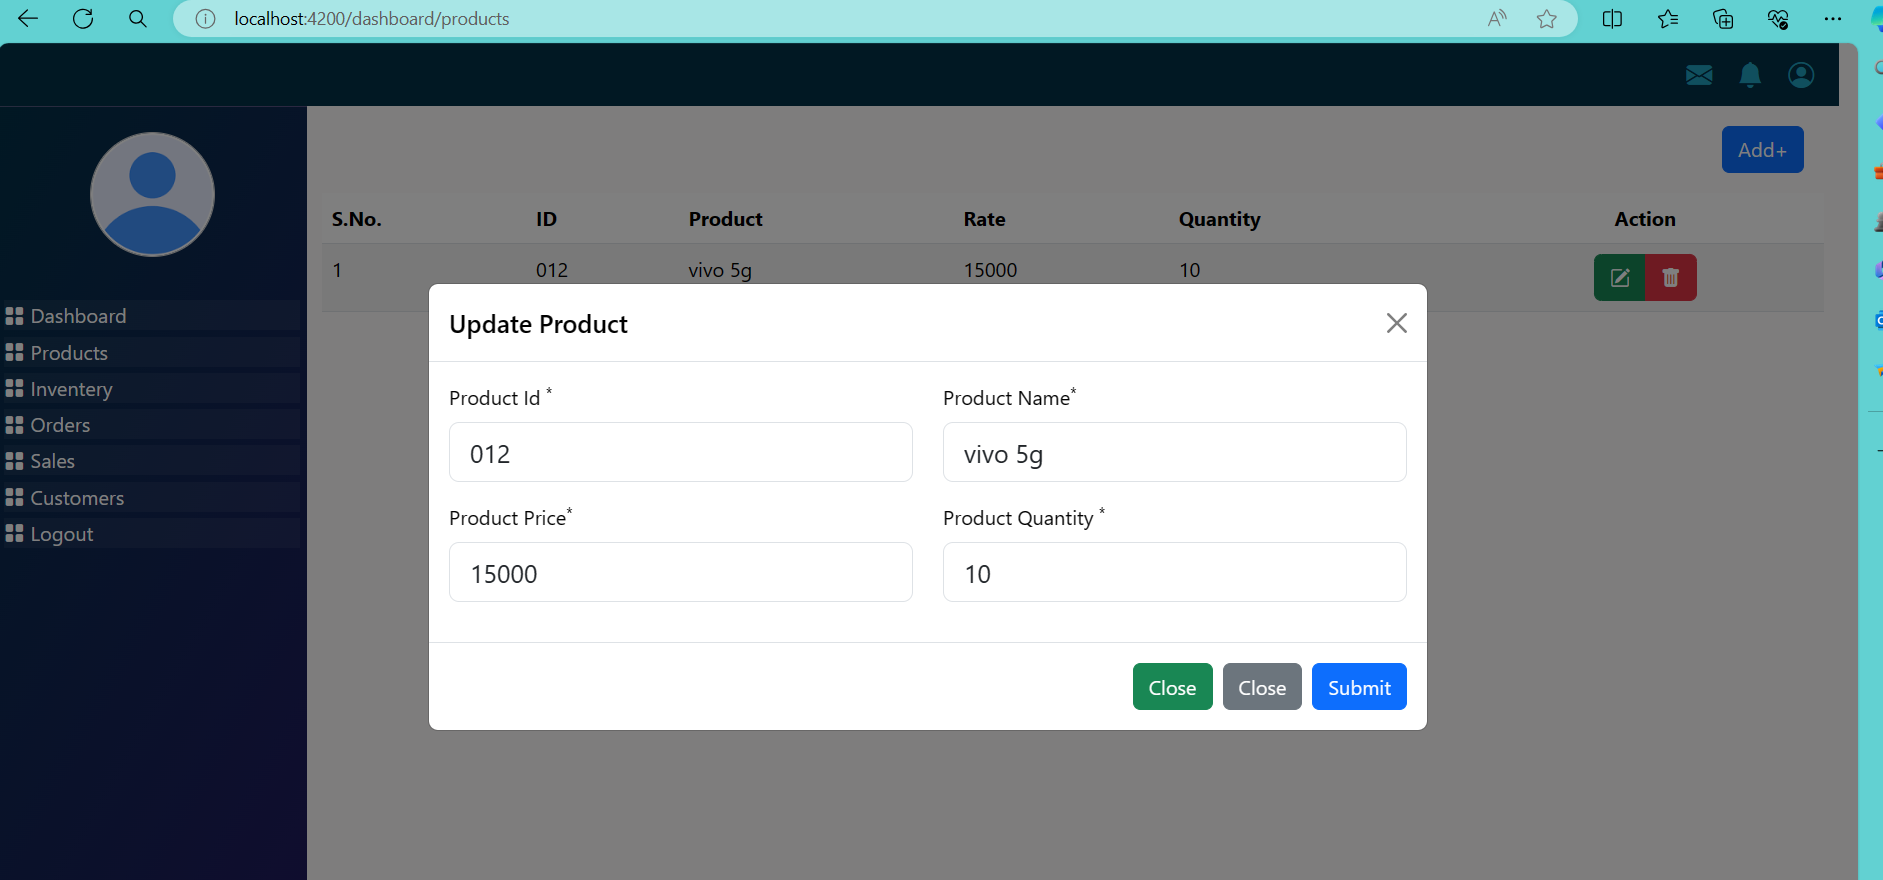 localhost:4200/dashboard/products
Add+
S.No. ID Product Rate Quantity Action
1 012 vivo 5g 15000 10
Dashboard
Products
Inventery
Orders
Sales
Customers
Logout
Update Product
Product Id * Product Name*
012 vivo 5g
Product Price* Product Quantity *
15000 10
Close Close Submit